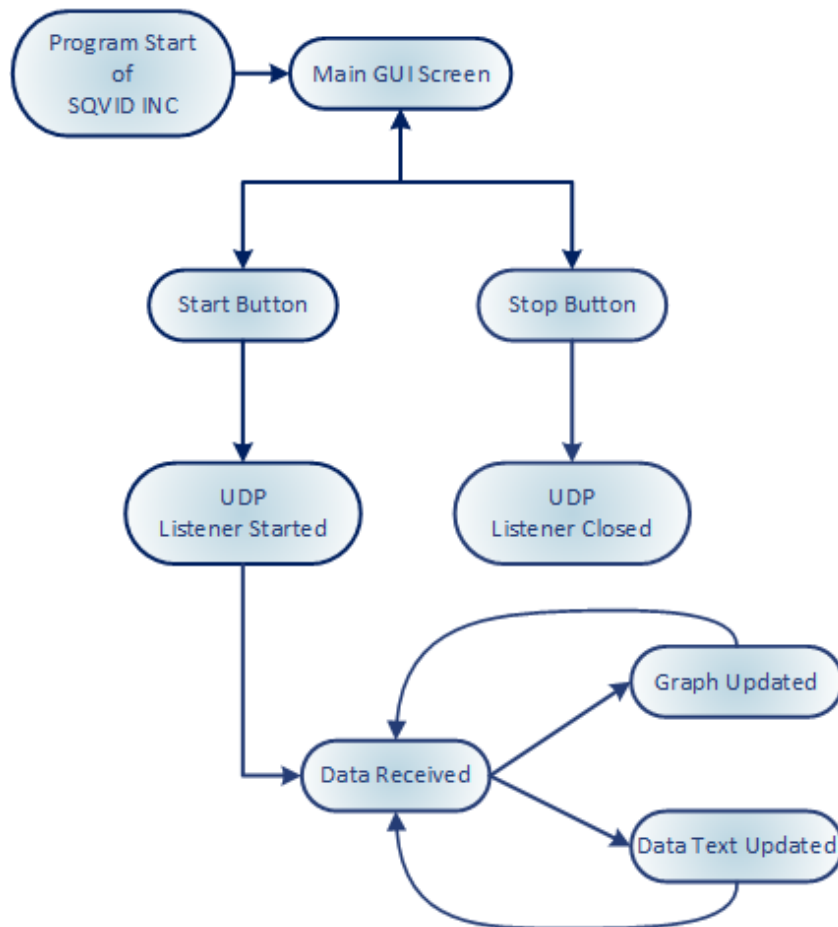 Program Start
of
SQVID INC
Main GUI Screen
Start Button
Stop Button
UDP
Listener Started
UDP
Listener Closed
Graph Updated
Data Received
Data Text Updated